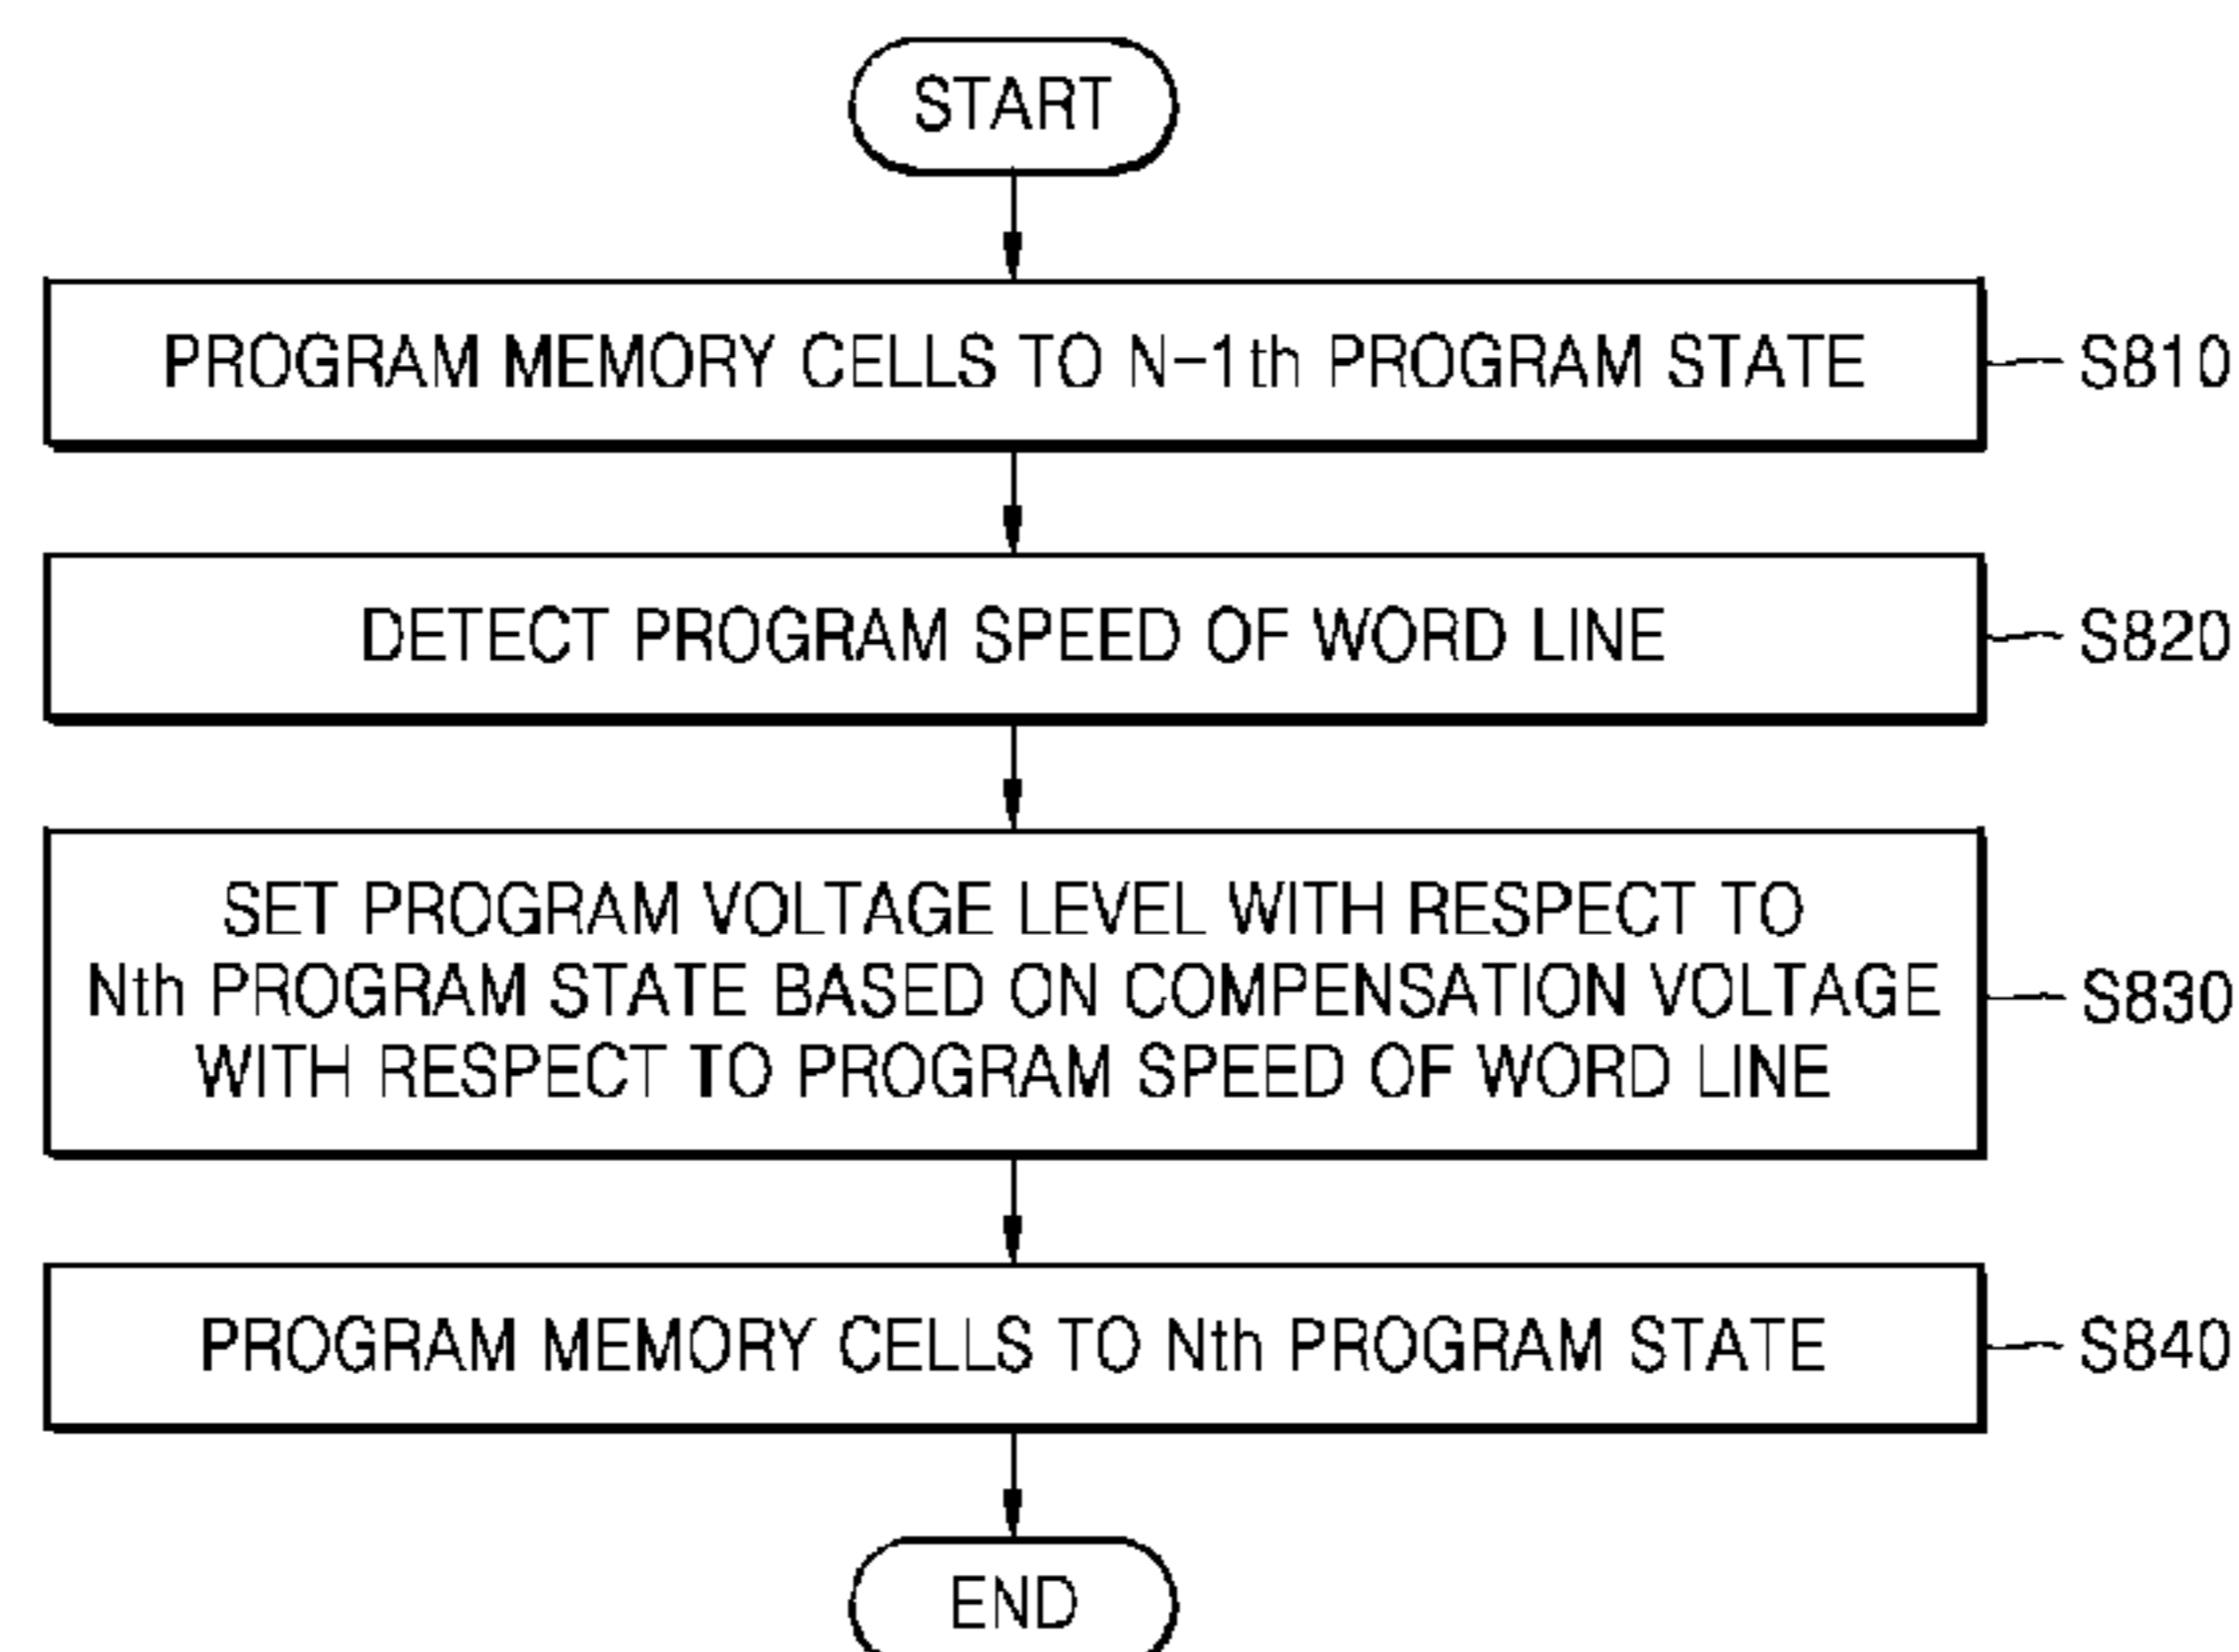 START
PROGRAM MEMORY CELLS TO N-1th PROGRAM STATE
S810
DETECT PROGRAM SPEED OF WORD LINE
S820
SET PROGRAM VOLTAGE LEVEL WITH RESPECT TO
Nth PROGRAM STATE BASED ON COMPENSATION VOLTAGE
WITH RESPECT TO PROGRAM SPEED OF WORD LINE
S830
PROGRAM MEMORY CELLS TO Nth PROGRAM STATE
S840
END